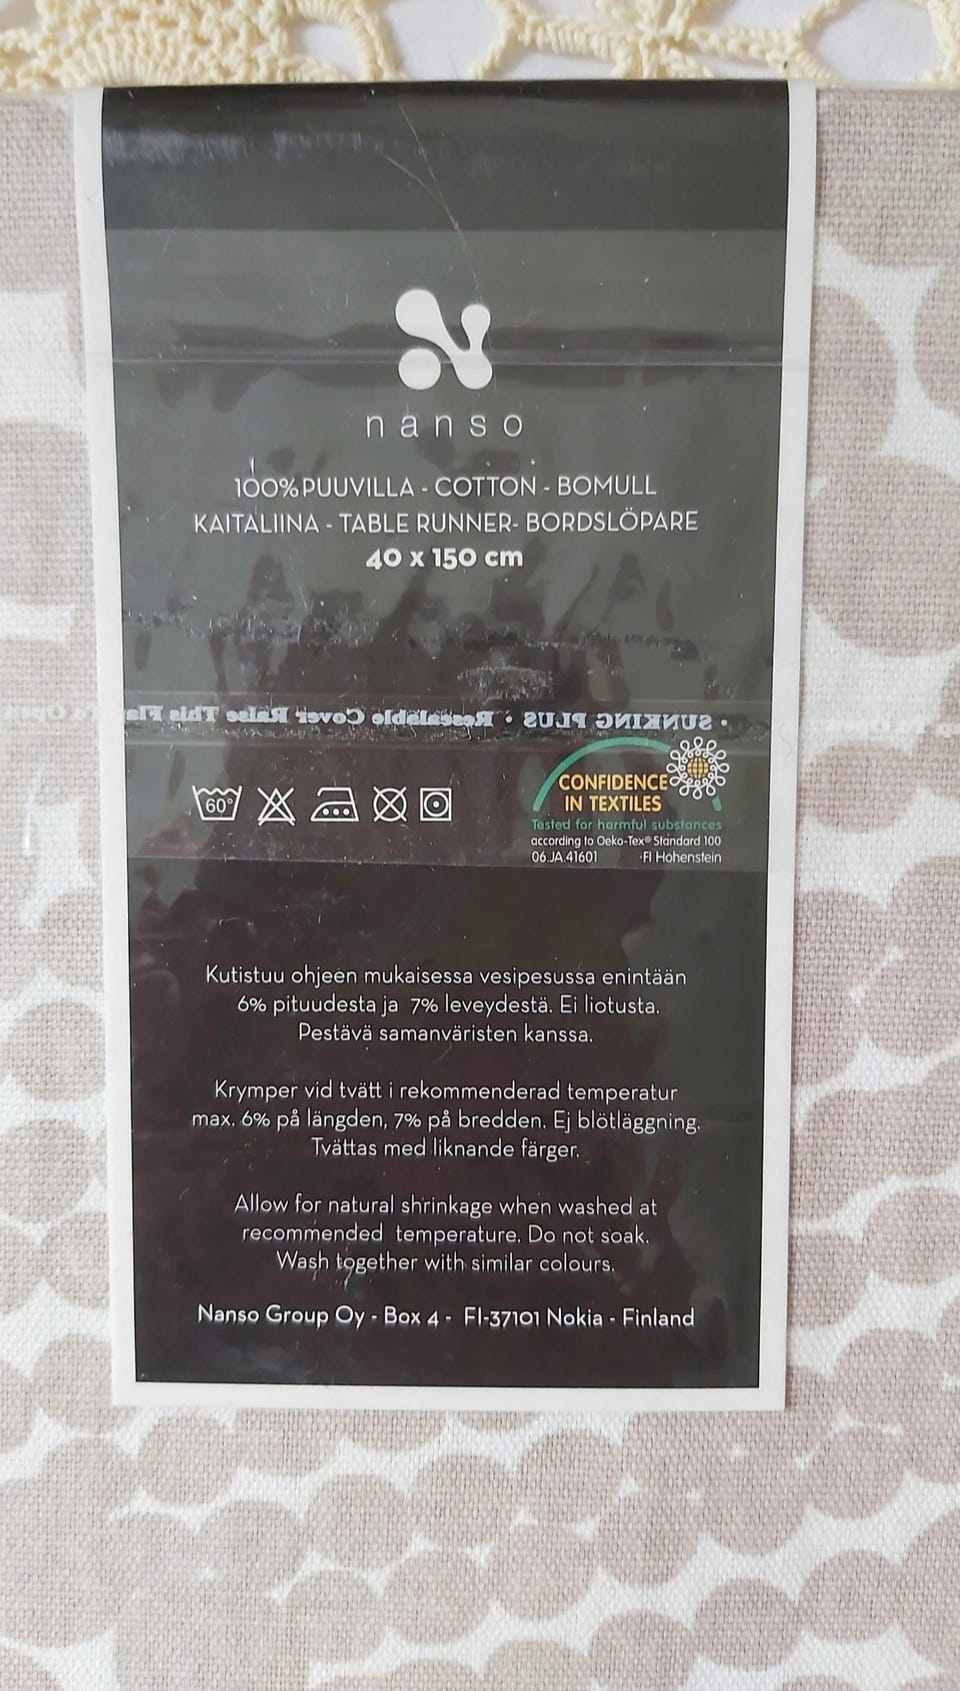 nanso
100% PUUVILLA - COTTON - BOMULL
KAITALIINA - TABLE RUNNER- BORDSLÖPARE
40 x 150 cm
• SUNKING PLUS • Resealable Cover Raise This Fla
60°
CONFIDENCE
IN TEXTILES
Tested for harmful substances
according to Oeko-Tex® Standard 100
06.JA.41601 ·FI Hohenstein
Kutistuu ohjeen mukaisessa vesipesussa enintään
6% pituudesta ja 7% leveydestä. Ei liotusta.
Pestävä samanväristen kanssa.
Krymper vid tvätt i rekommenderad temperatur
max. 6% på längden, 7% på bredden. Ej blötläggning.
Tvättas med liknande färger.
Allow for natural shrinkage when washed at
recommended temperature. Do not soak.
Wash together with similar colours.
Nanso Group Oy - Box 4 - FI-37101 Nokia - Finland